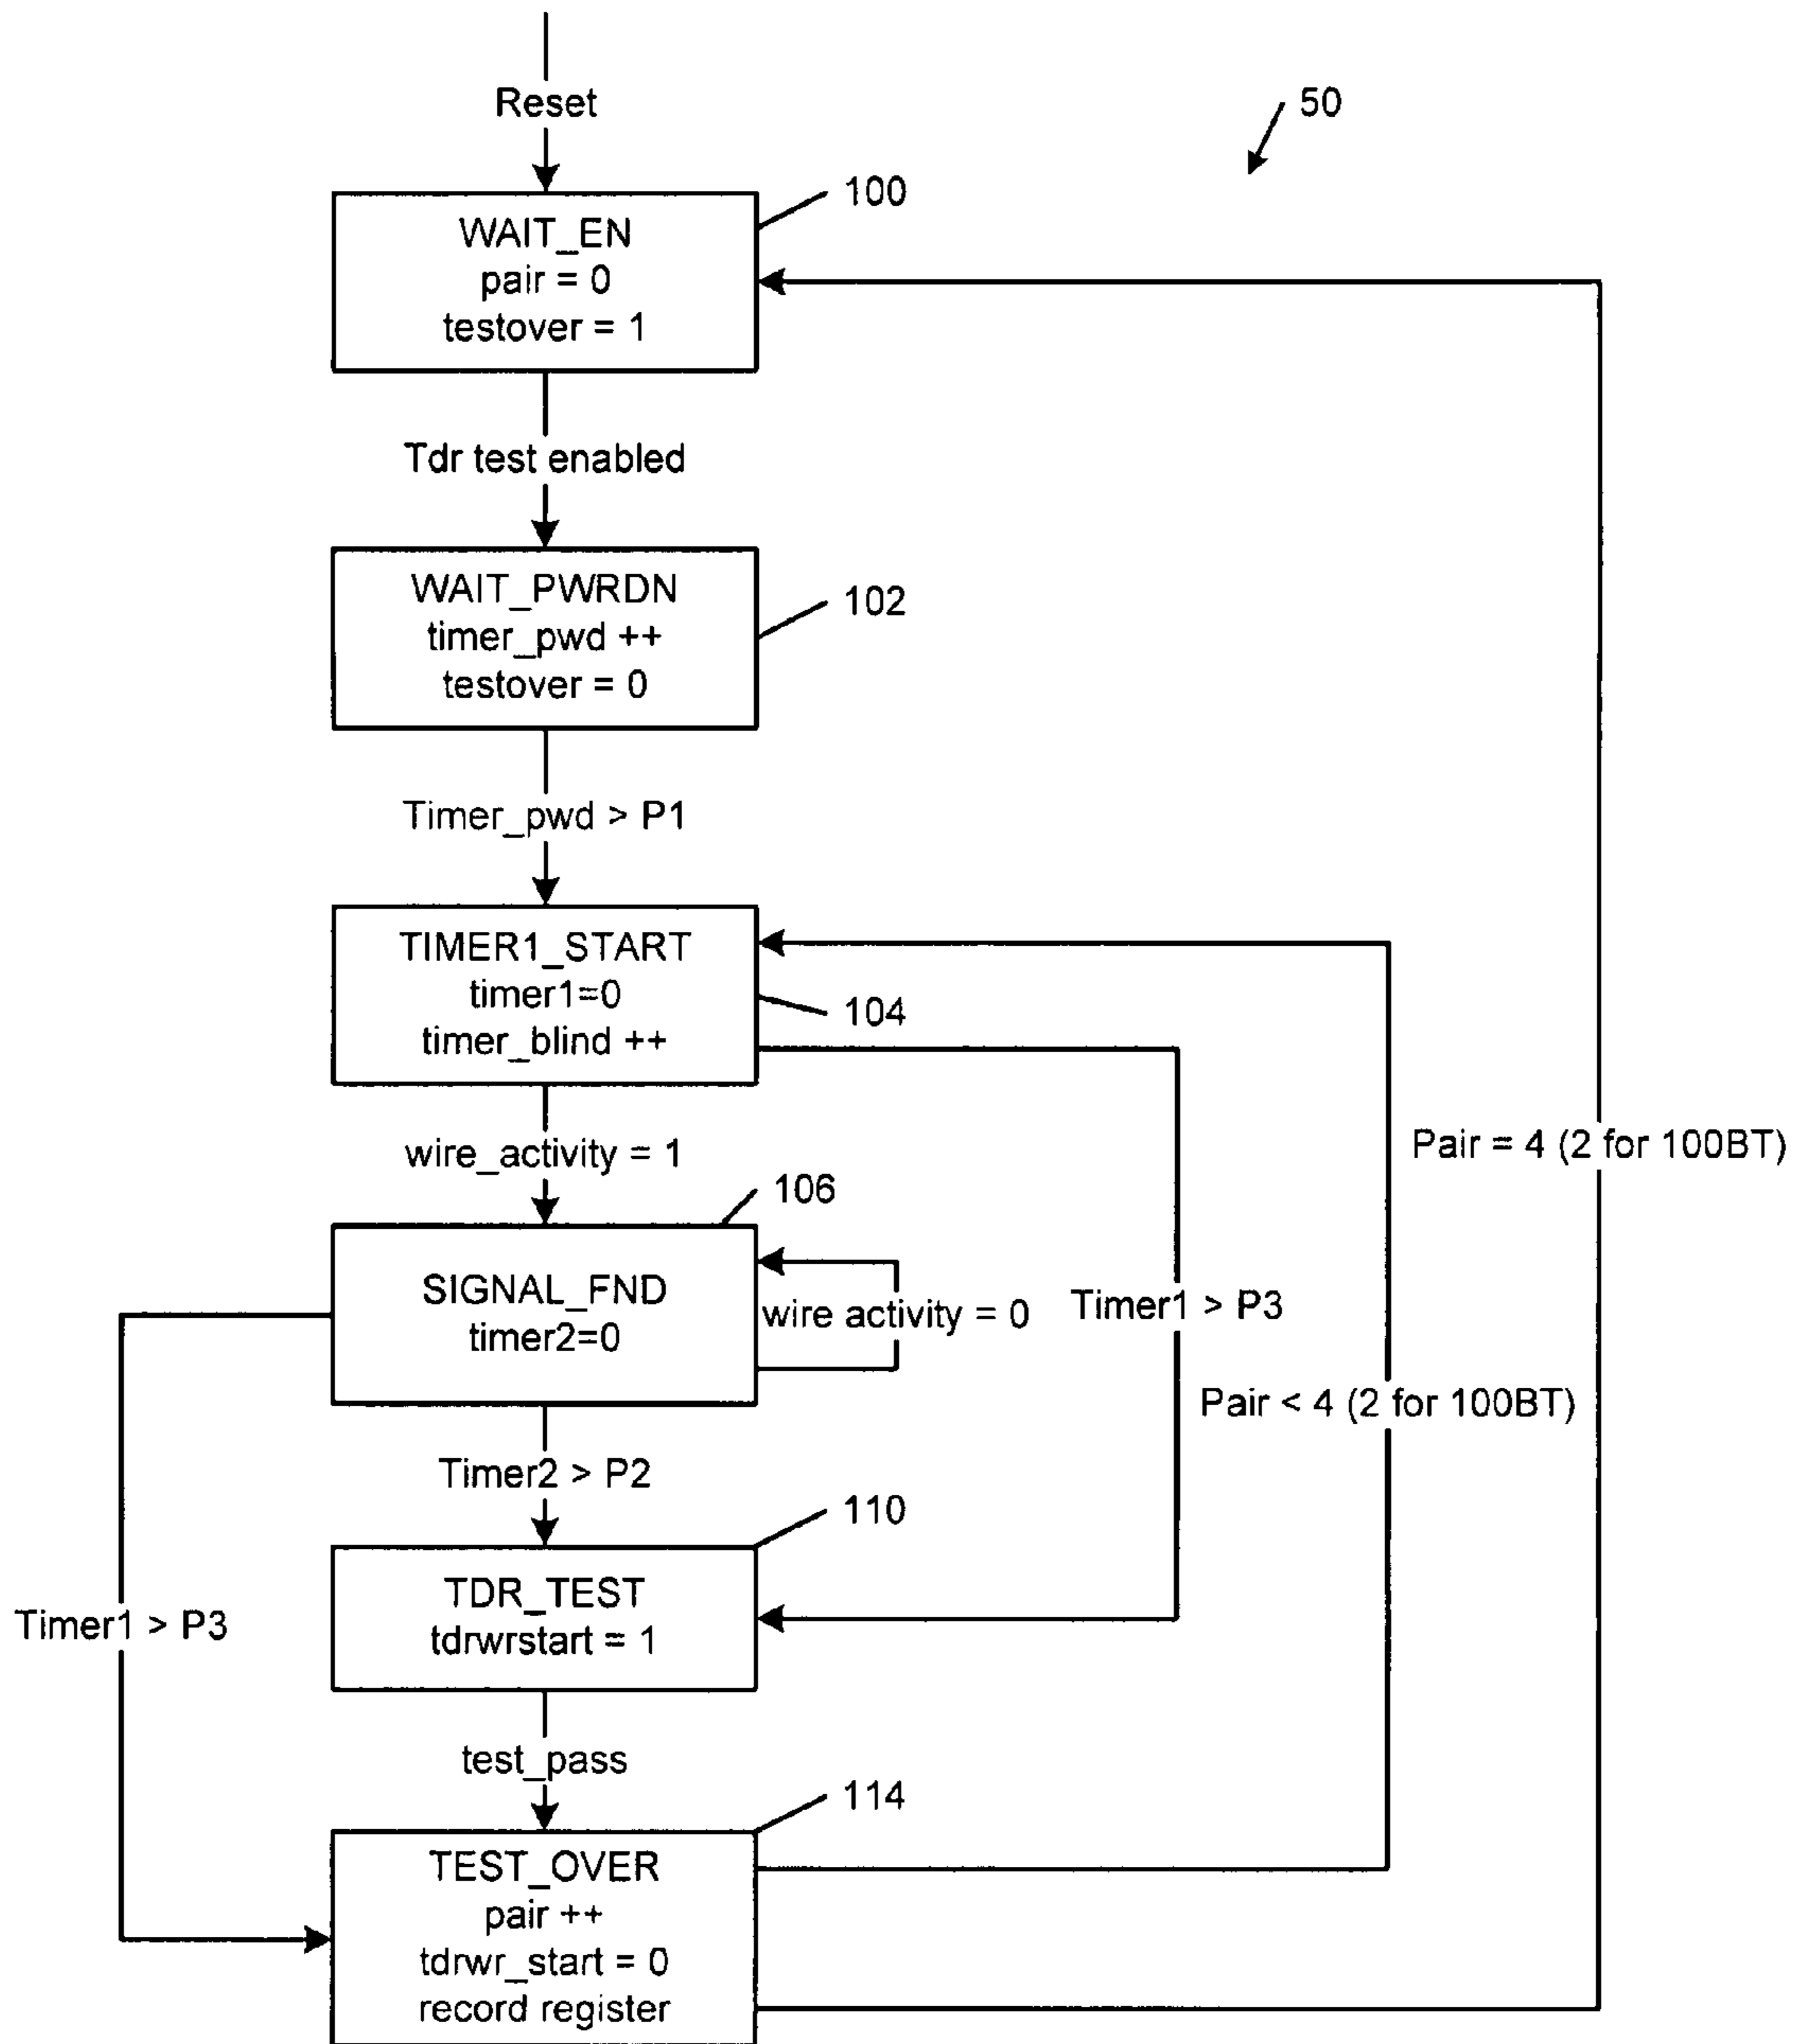 Reset
50
100
WAIT_EN
pair = 0
testover = 1
Tdr test enabled
102
WAIT_PWRDN
timer_pwd ++
testover = 0
Timer_pwd > P1
TIMER1_START
timer1=0
timer_blind ++
104
wire_activity = 1
Pair = 4 (2 for 100BT)
106
SIGNAL_FND
timer2=0
wire activity = 0
Timer1 > P3
Pair < 4 (2 for 100BT)
Timer2 > P2
110
TDR_TEST
tdrwrstart = 1
Timer1 > P3
test_pass
114
TEST_OVER
pair ++
tdrwr_start = 0
record register